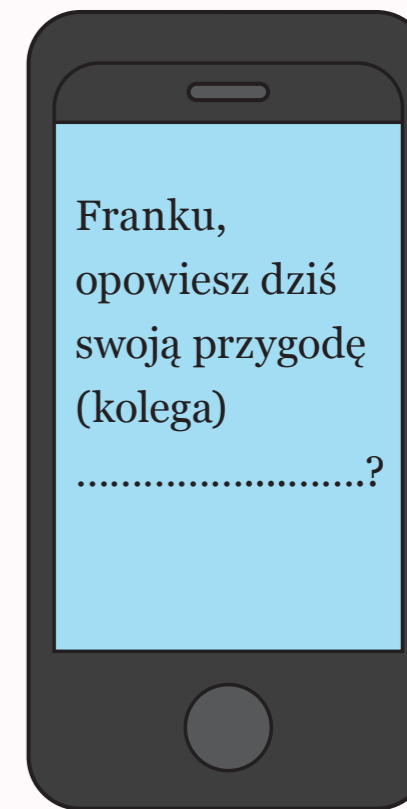 Franku,
opowiesz dziś
swoją przygodę
(kolega)
............................?